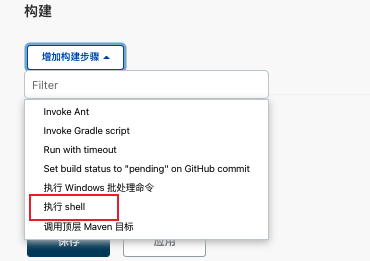 构建
增加构建步骤
Filter
Invoke Ant
Invoke Gradle script
Run with timeout
Set build status to "pending" on GitHub commit
执行 Windows 批处理命令
执行 shell
调用顶层 Maven 目标
保存
应用